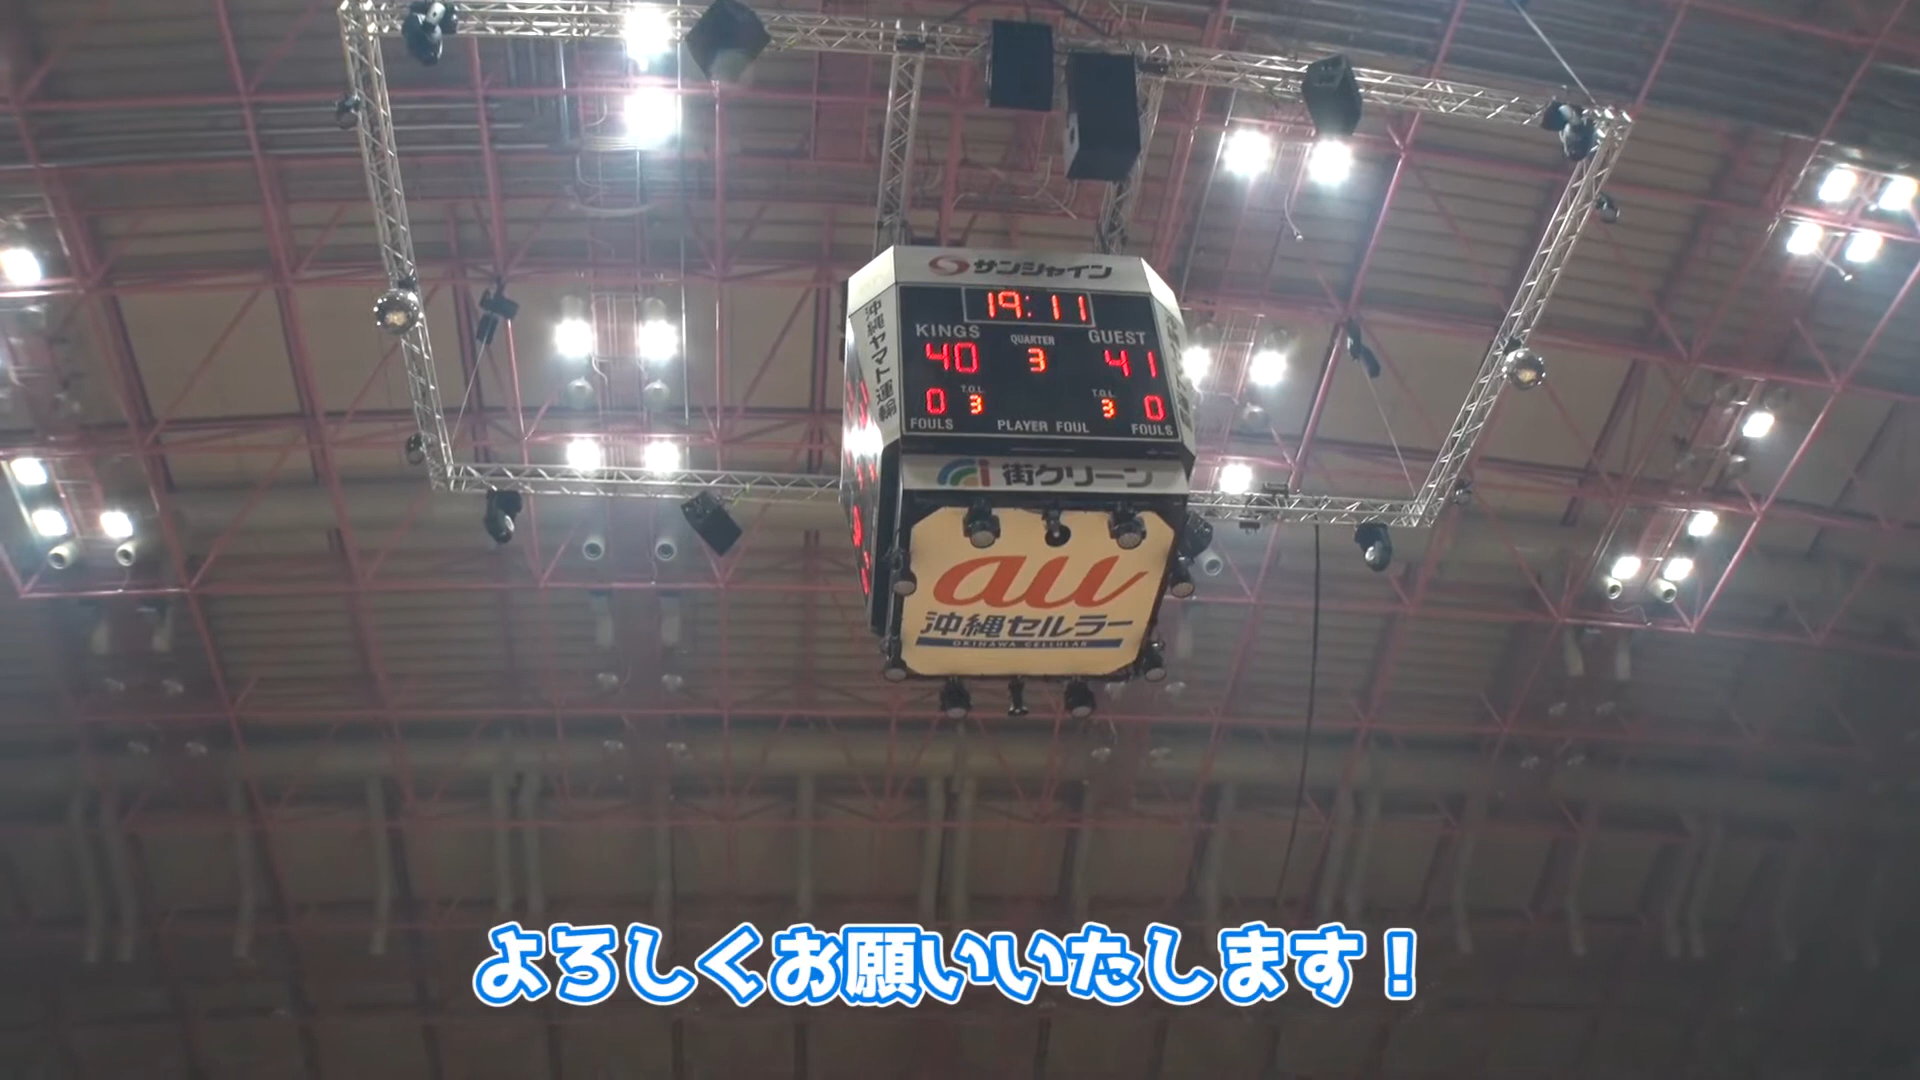 サンシャイン
沖縄ヤマト運輸
19:11
KINGS QUARTER GUEST
40 3 41
T.O.L. T.O.L.
0 3 3 0
FOULS PLAYER FOUL FOULS
街クリーン
au
沖縄セルラー
OKINAWA CELLULAR
よろしくお願いいたします！